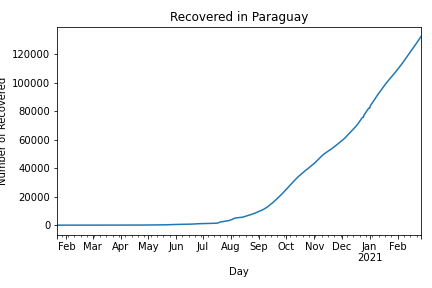 Recovered in Paraguay
Number of Recovered
120000
100000
80000
60000
40000
20000
0
Feb Mar Apr May Jun Jul Aug Sep Oct Nov Dec Jan Feb
2021
Day